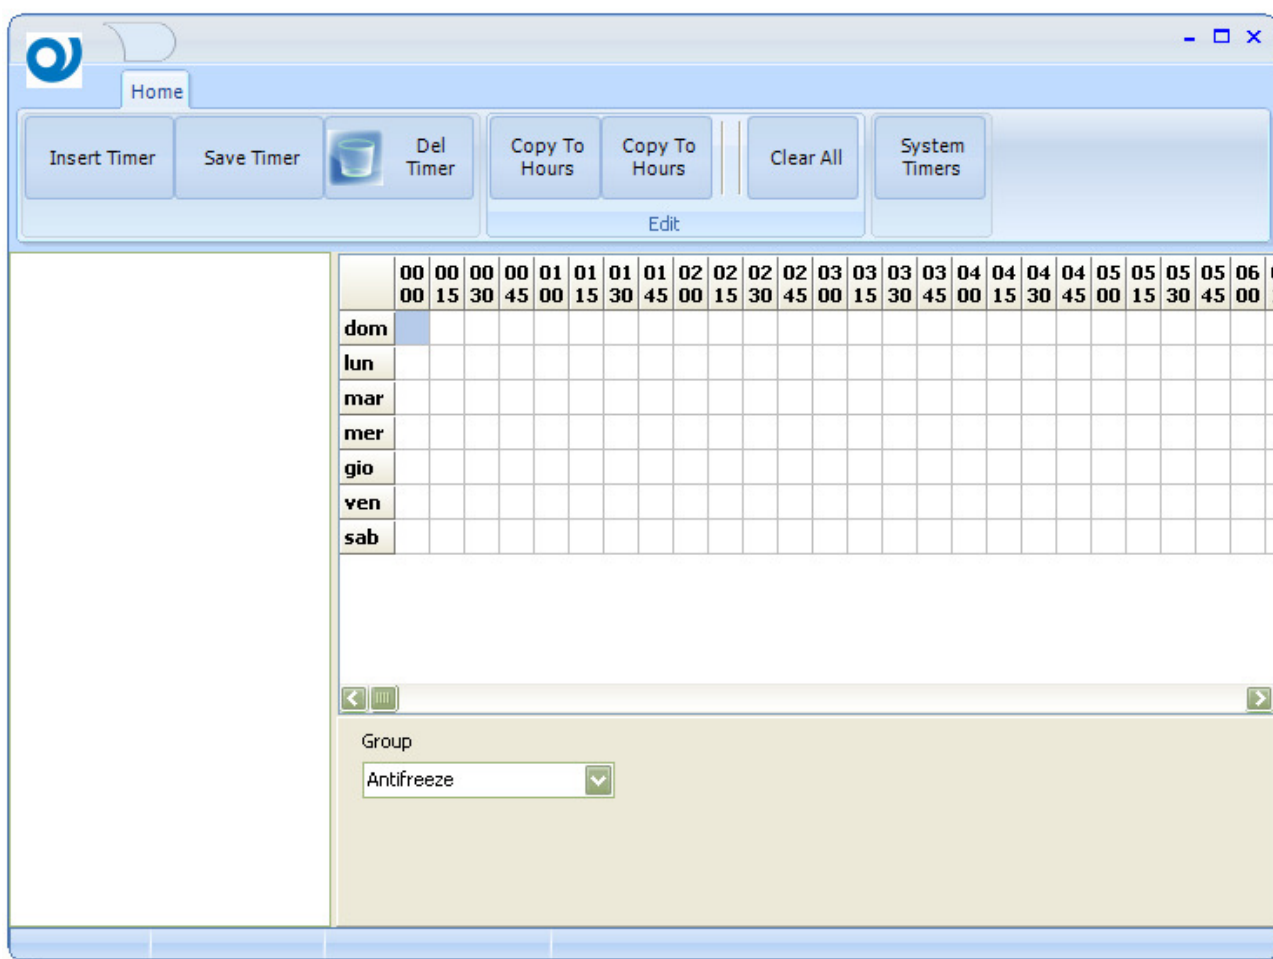 Home
Insert Timer
Save Timer
Del
Timer
Copy To
Hours
Copy To
Hours
Clear All
System
Timers
Edit
00 00 00 00 01 01 01 01 02 02 02 02 03 03 03 03 04 04 04 04 05 05 05 05 06
00 15 30 45 00 15 30 45 00 15 30 45 00 15 30 45 00 15 30 45 00 15 30 45 00
dom
lun
mar
mer
gio
ven
sab
Group
Antifreeze